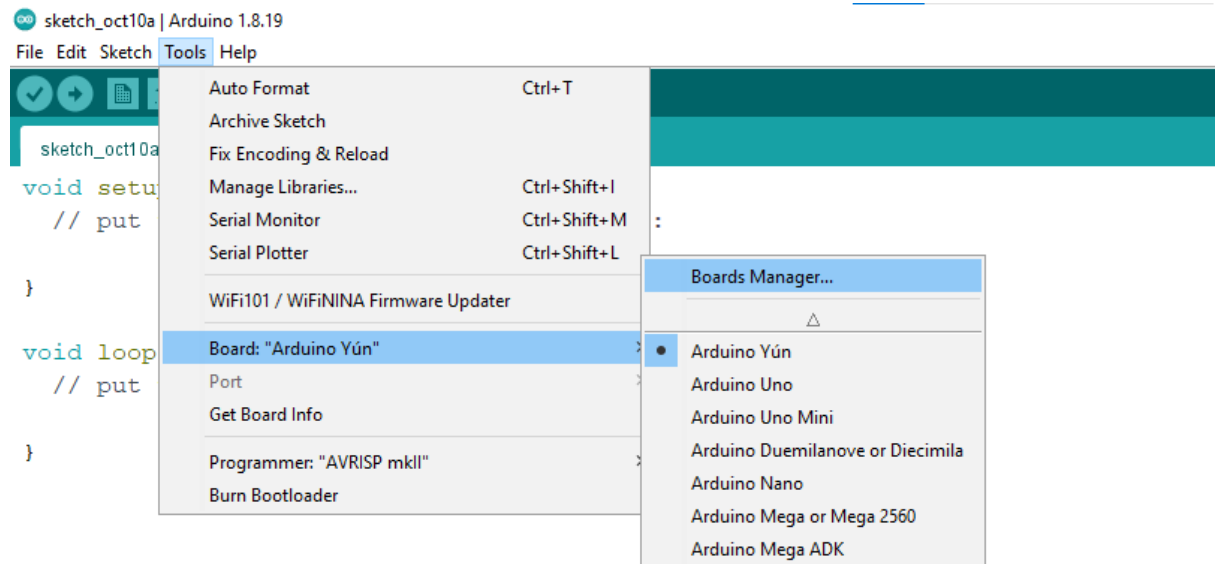 sketch_oct10a | Arduino 1.8.19
File Edit Sketch Tools Help
Auto Format Ctrl+T
Archive Sketch
sketch_oct10a
Fix Encoding & Reload
void setu
Manage Libraries... Ctrl+Shift+I
// put
Serial Monitor Ctrl+Shift+M
:
Serial Plotter Ctrl+Shift+L
}
WiFi101 / WiFiNINA Firmware Updater
void loop
Board: "Arduino Yún"
// put
Port
Get Board Info
}
Programmer: "AVRISP mkII"
Burn Bootloader
Boards Manager...
Arduino Yún
Arduino Uno
Arduino Uno Mini
Arduino Duemilanove or Diecimila
Arduino Nano
Arduino Mega or Mega 2560
Arduino Mega ADK